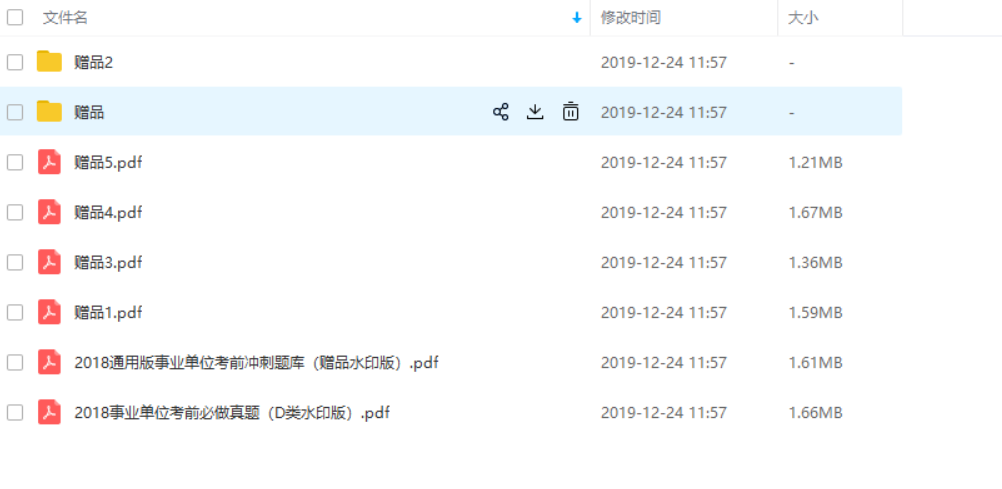 文件名 修改时间 大小
赠品2 2019-12-24 11:57 -
赠品 2019-12-24 11:57 -
赠品5.pdf 2019-12-24 11:57 1.21MB
赠品4.pdf 2019-12-24 11:57 1.67MB
赠品3.pdf 2019-12-24 11:57 1.36MB
赠品1.pdf 2019-12-24 11:57 1.59MB
2018通用版事业单位考前冲刺题库（赠品水印版）.pdf 2019-12-24 11:57 1.61MB
2018事业单位考前必做真题（D类水印版）.pdf 2019-12-24 11:57 1.66MB